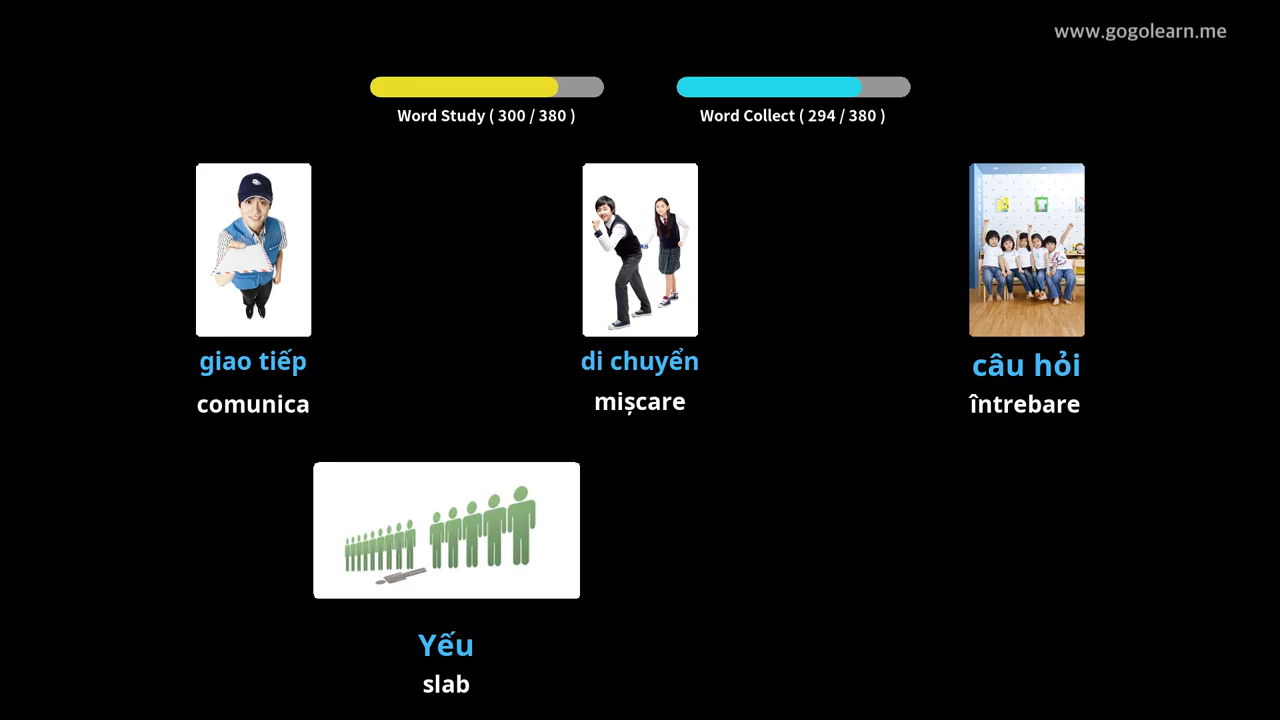 www.gogolearn.me
Word Study ( 300 / 380 )
Word Collect ( 294 / 380 )
giao tiếp
comunica
di chuyển
mișcare
câu hỏi
întrebare
Yếu
slab